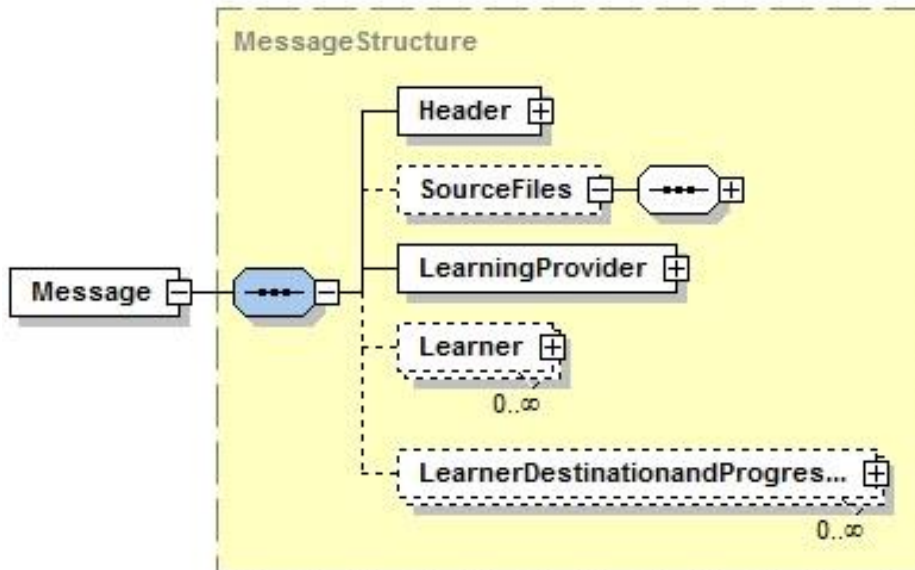 MessageStructure
Header
SourceFiles
LearningProvider
Message
Learner
0..∞
LearnerDestinationandProgres...
0..∞